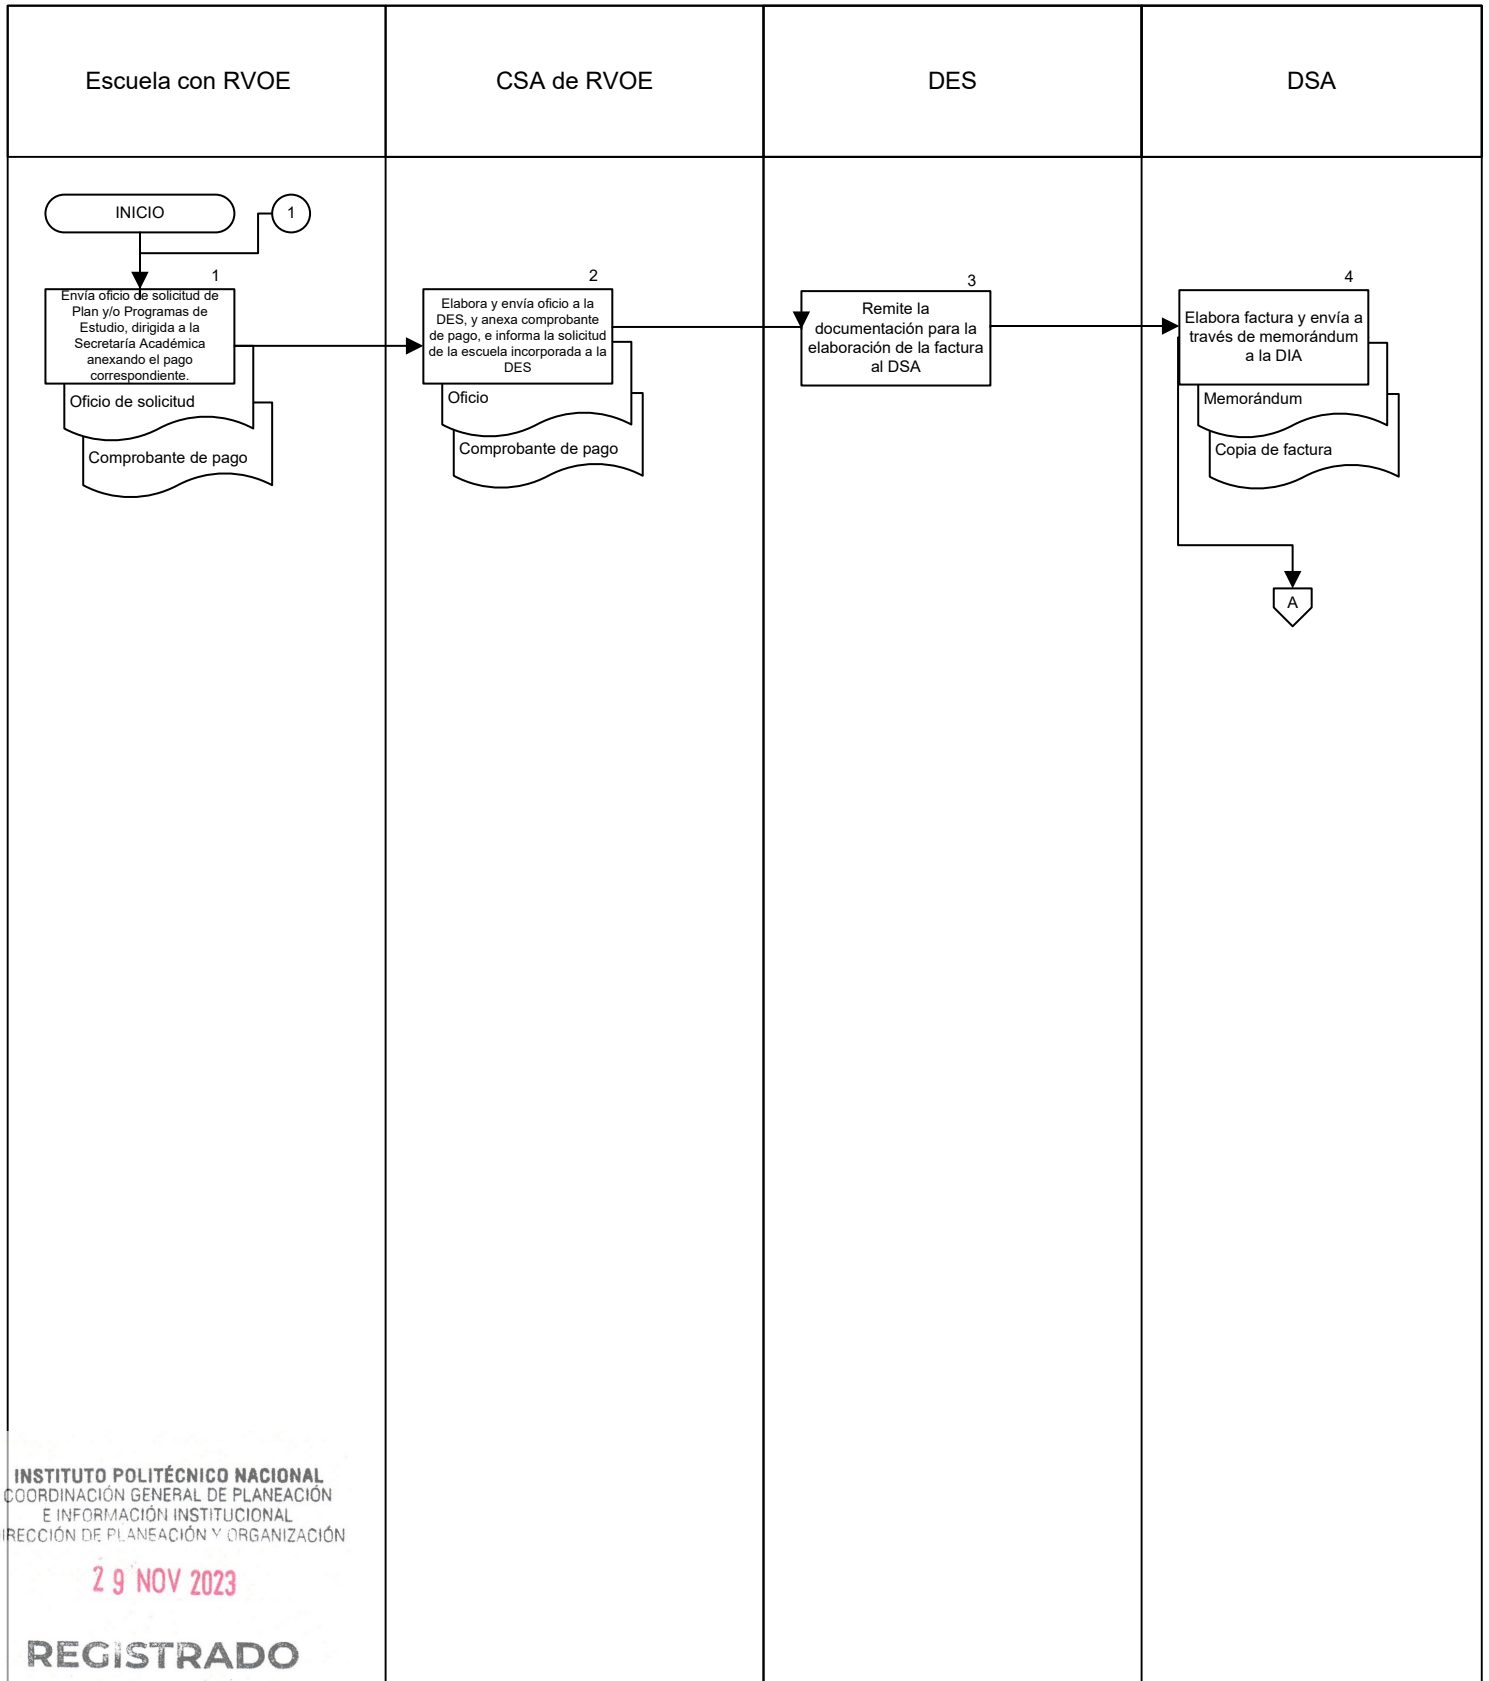 Escuela con RVOE
CSA de RVOE
DES
DSA
INICIO
1
1
Envía oficio de solicitud de
Plan y/o Programas de
Estudio, dirigida a la
Secretaría Académica
anexando el pago
correspondiente.
Oficio de solicitud
Comprobante de pago
2
Elabora y envía oficio a la
DES, y anexa comprobante
de pago, e informa la solicitud
de la escuela incorporada a la
DES
Oficio
Comprobante de pago
3
Remite la
documentación para la
elaboración de la factura
al DSA
4
Elabora factura y envía a
través de memorándum
a la DIA
Memorándum
Copia de factura
A
INSTITUTO POLITÉCNICO NACIONAL
COORDINACIÓN GENERAL DE PLANEACIÓN
E INFORMACIÓN INSTITUCIONAL
DIRECCIÓN DE PLANEACIÓN Y ORGANIZACIÓN
29 NOV 2023
REGISTRADO